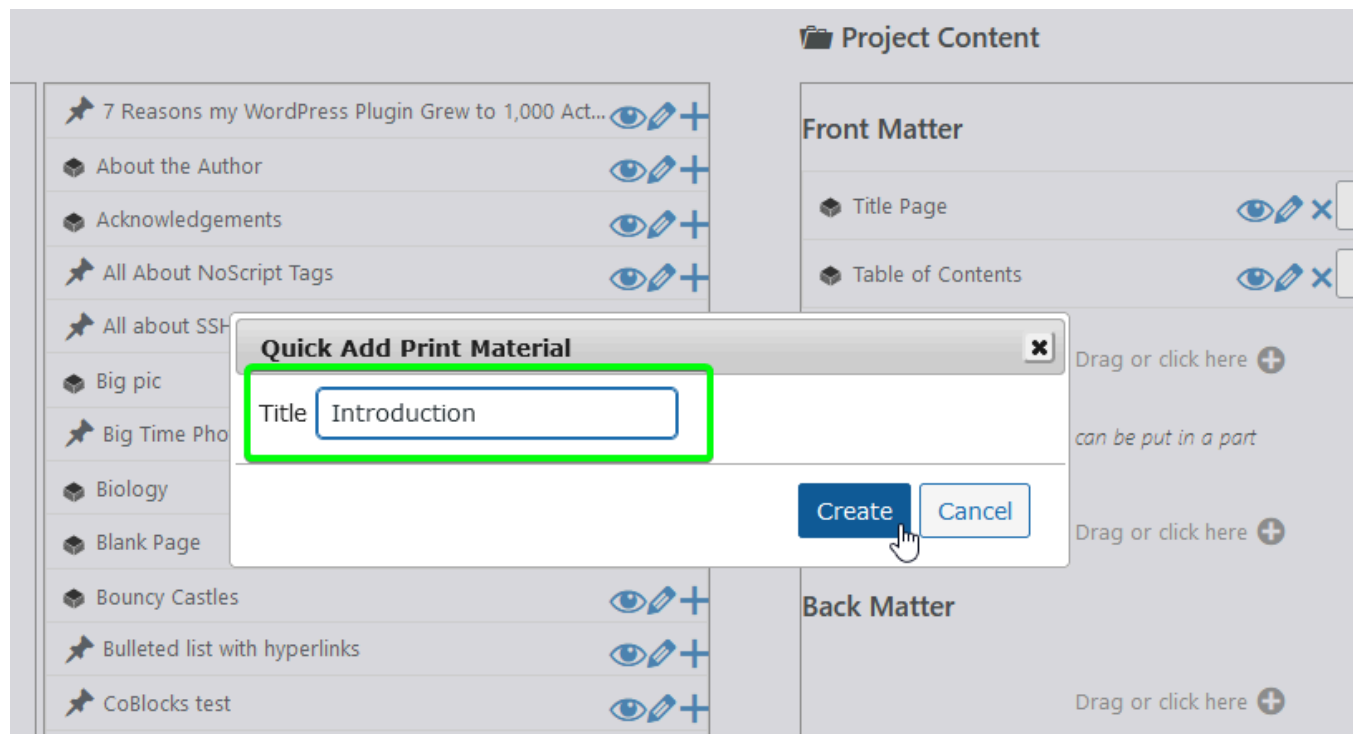 Project Content
7 Reasons my WordPress Plugin Grew to 1,000 Act...
About the Author
Acknowledgements
All About NoScript Tags
All about SSH
Big pic
Big Time Pho
Biology
Blank Page
Bouncy Castles
Bulleted list with hyperlinks
CoBlocks test
Front Matter
Title Page
Table of Contents
Drag or click here
can be put in a part
Drag or click here
Back Matter
Drag or click here
Quick Add Print Material
Title Introduction
Create Cancel